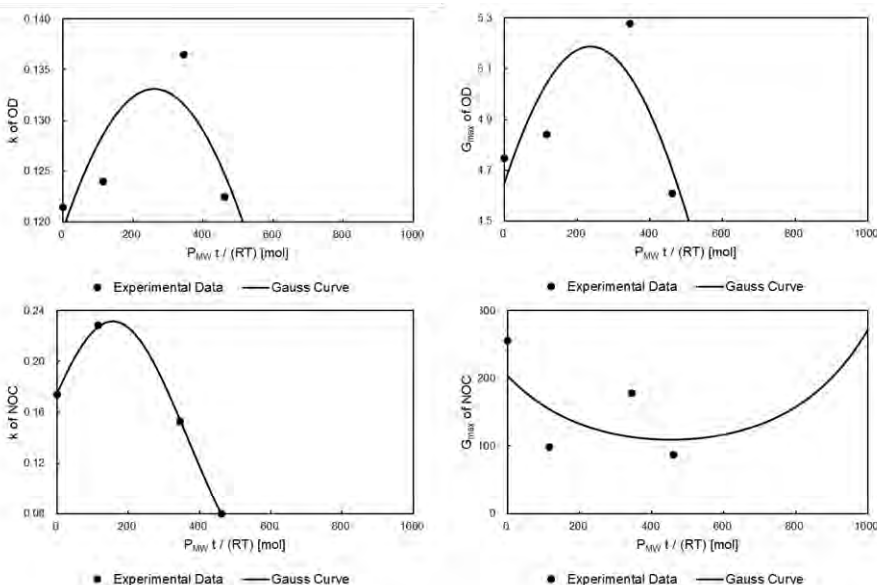 0.140
0.135
0.130
0.125
0.120
k of OD
0 200 400 600 800 1000
P_MW t / (RT) [mol]
● Experimental Data — Gauss Curve
5.3
5.1
4.9
4.7
4.5
G_max of OD
0 200 400 600 800 1000
P_MW t / (RT) [mol]
● Experimental Data — Gauss Curve
0.24
0.20
0.16
0.12
0.08
k of NOC
0 200 400 600 800 1000
P_MW t / (RT) [mol]
● Experimental Data — Gauss Curve
300
200
100
0
G_max of NOC
0 200 400 600 800 1000
P_MW t / (RT) [mol]
● Experimental Data — Gauss Curve